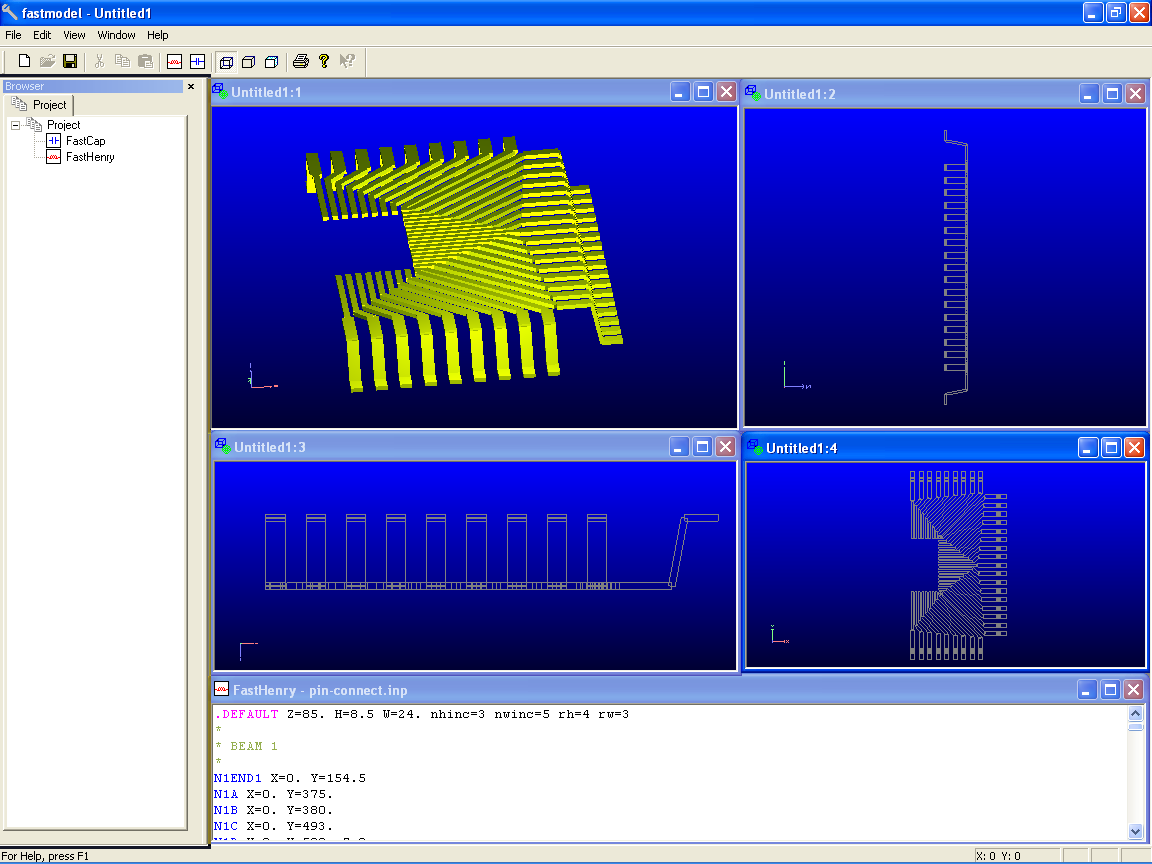 fastmodel - Untitled1
File Edit View Window Help
Browser
Project
Project
FastCap
FastHenry
Untitled1:1
Untitled1:2
Untitled1:3
Untitled1:4
FastHenry - pin-connect.inp
.DEFAULT Z=85. H=8.5 W=24. nhinc=3 nwinc=5 rh=4 rw=3
*
* BEAM 1
*
N1END1 X=0. Y=154.5
N1A X=0. Y=375.
N1B X=0. Y=380.
N1C X=0. Y=493.
For Help, press F1
X: 0 Y: 0